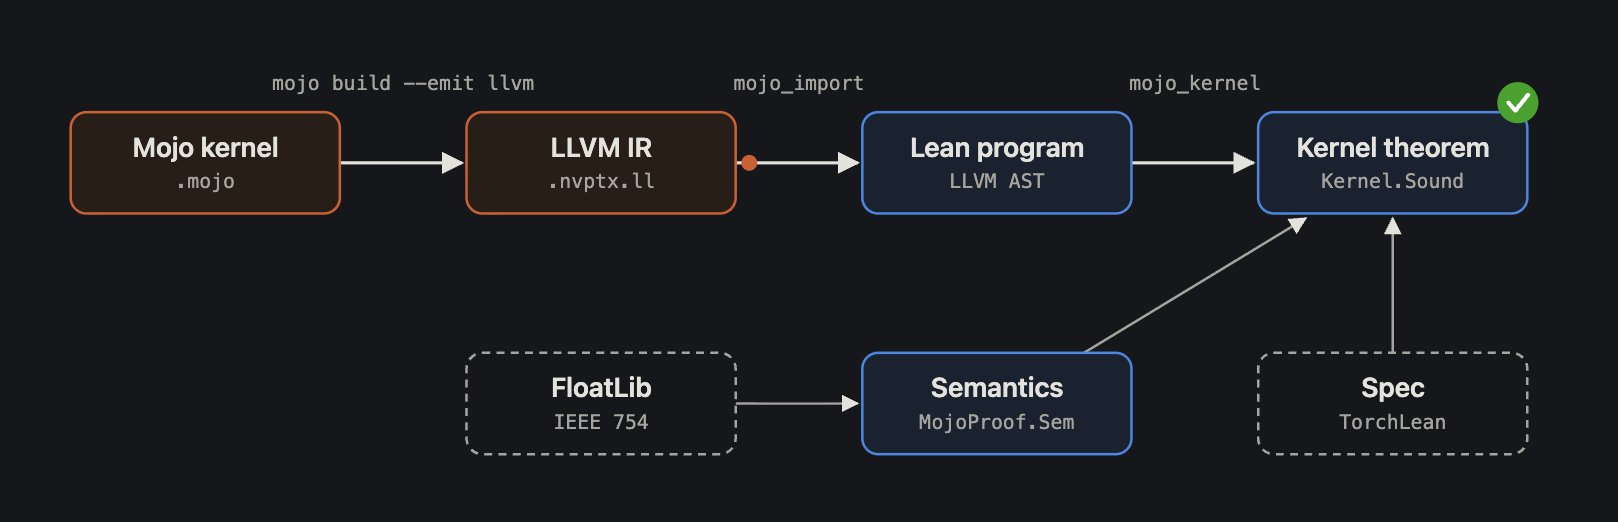 mojo build --emit llvm
mojo_import
mojo_kernel
Mojo kernel
.mojo
LLVM IR
.nvptx.ll
Lean program
LLVM AST
Kernel theorem
Kernel.Sound
FloatLib
IEEE 754
Semantics
MojoProof.Sem
Spec
TorchLean